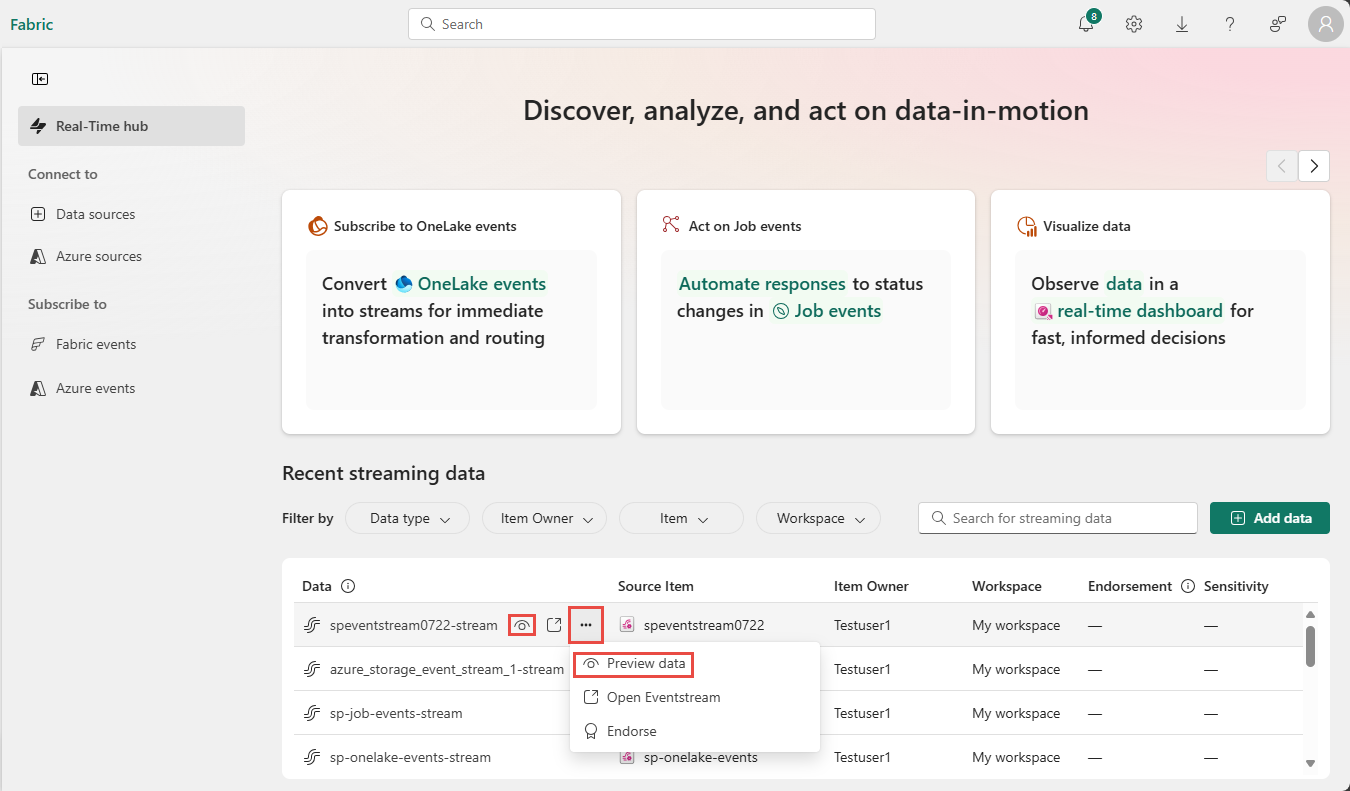 Fabric
Search
8
Real-Time hub
Connect to
Data sources
Azure sources
Subscribe to
Fabric events
Azure events
Discover, analyze, and act on data-in-motion
Subscribe to OneLake events
Convert OneLake events
into streams for immediate
transformation and routing
Act on Job events
Automate responses to status
changes in Job events
Visualize data
Observe data in a
real-time dashboard for
fast, informed decisions
Recent streaming data
Filter by Data type Item Owner Item Workspace Search for streaming data Add data
Data Source Item Item Owner Workspace Endorsement Sensitivity
speventstream0722-stream ... speventstream0722 Testuser1 My workspace — —
azure_storage_event_stream_1-stream Testuser1 My workspace — —
sp-job-events-stream Testuser1 My workspace — —
sp-onelake-events-stream sp-onelake-events Testuser1 My workspace — —
Preview data
Open Eventstream
Endorse